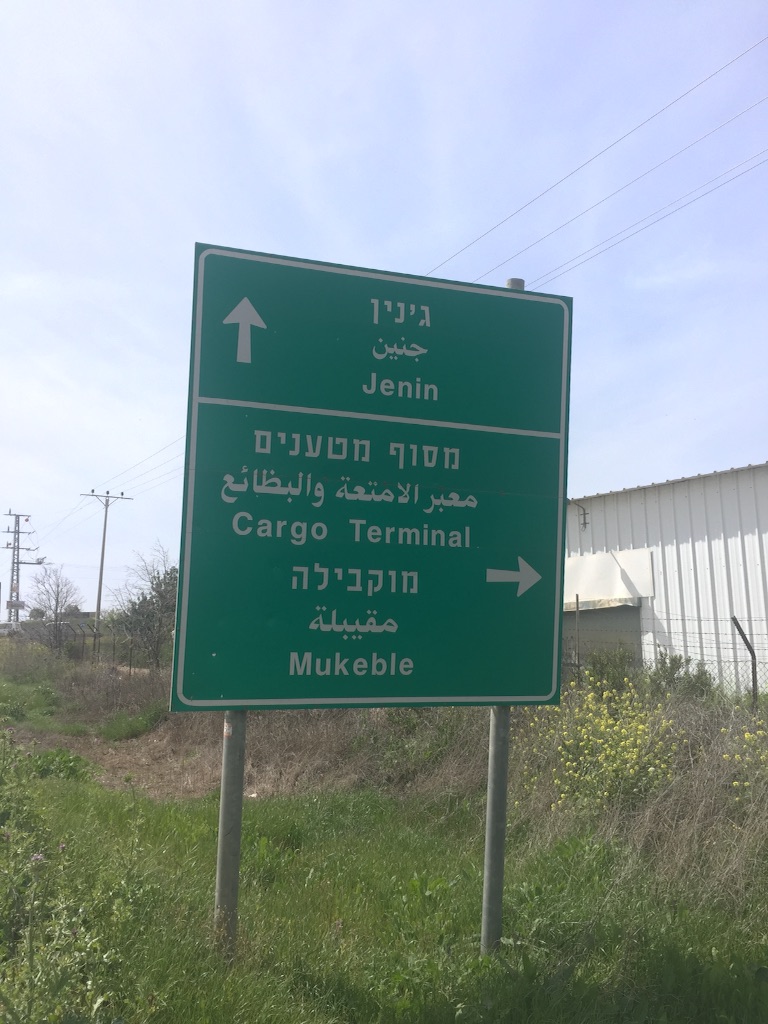 ג'נין
جنين
Jenin
מסוף מטענים
معبر الامتعة والبظائع
Cargo Terminal
מוקבילה
مقيبلة
Mukeble